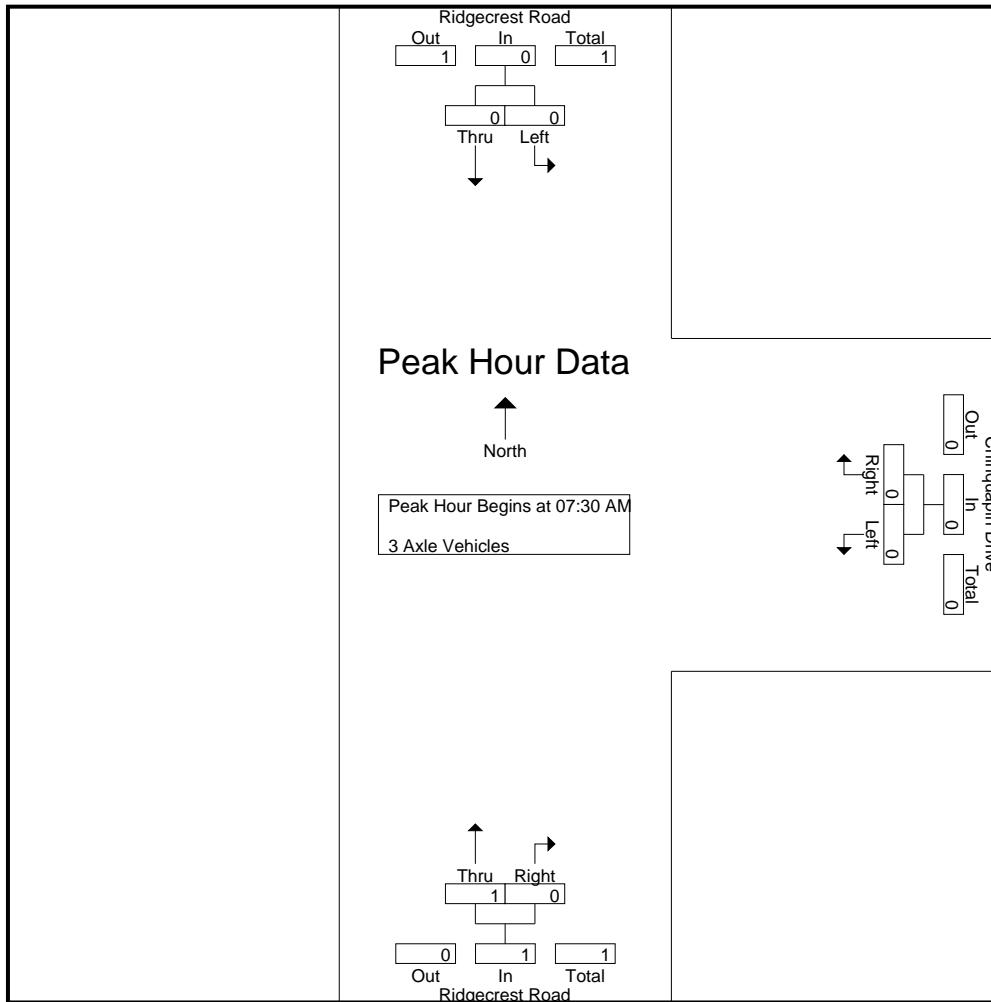 Ridgecrest Road
Out In Total
1 0 1
0 0
Thru Left
Peak Hour Data
North
Peak Hour Begins at 07:30 AM
3 Axle Vehicles
Chinquapin Drive
Out In Total
0 0 0
Right Left
0 0
Thru Right
1 0
0 1 1
Out In Total
Ridgecrest Road